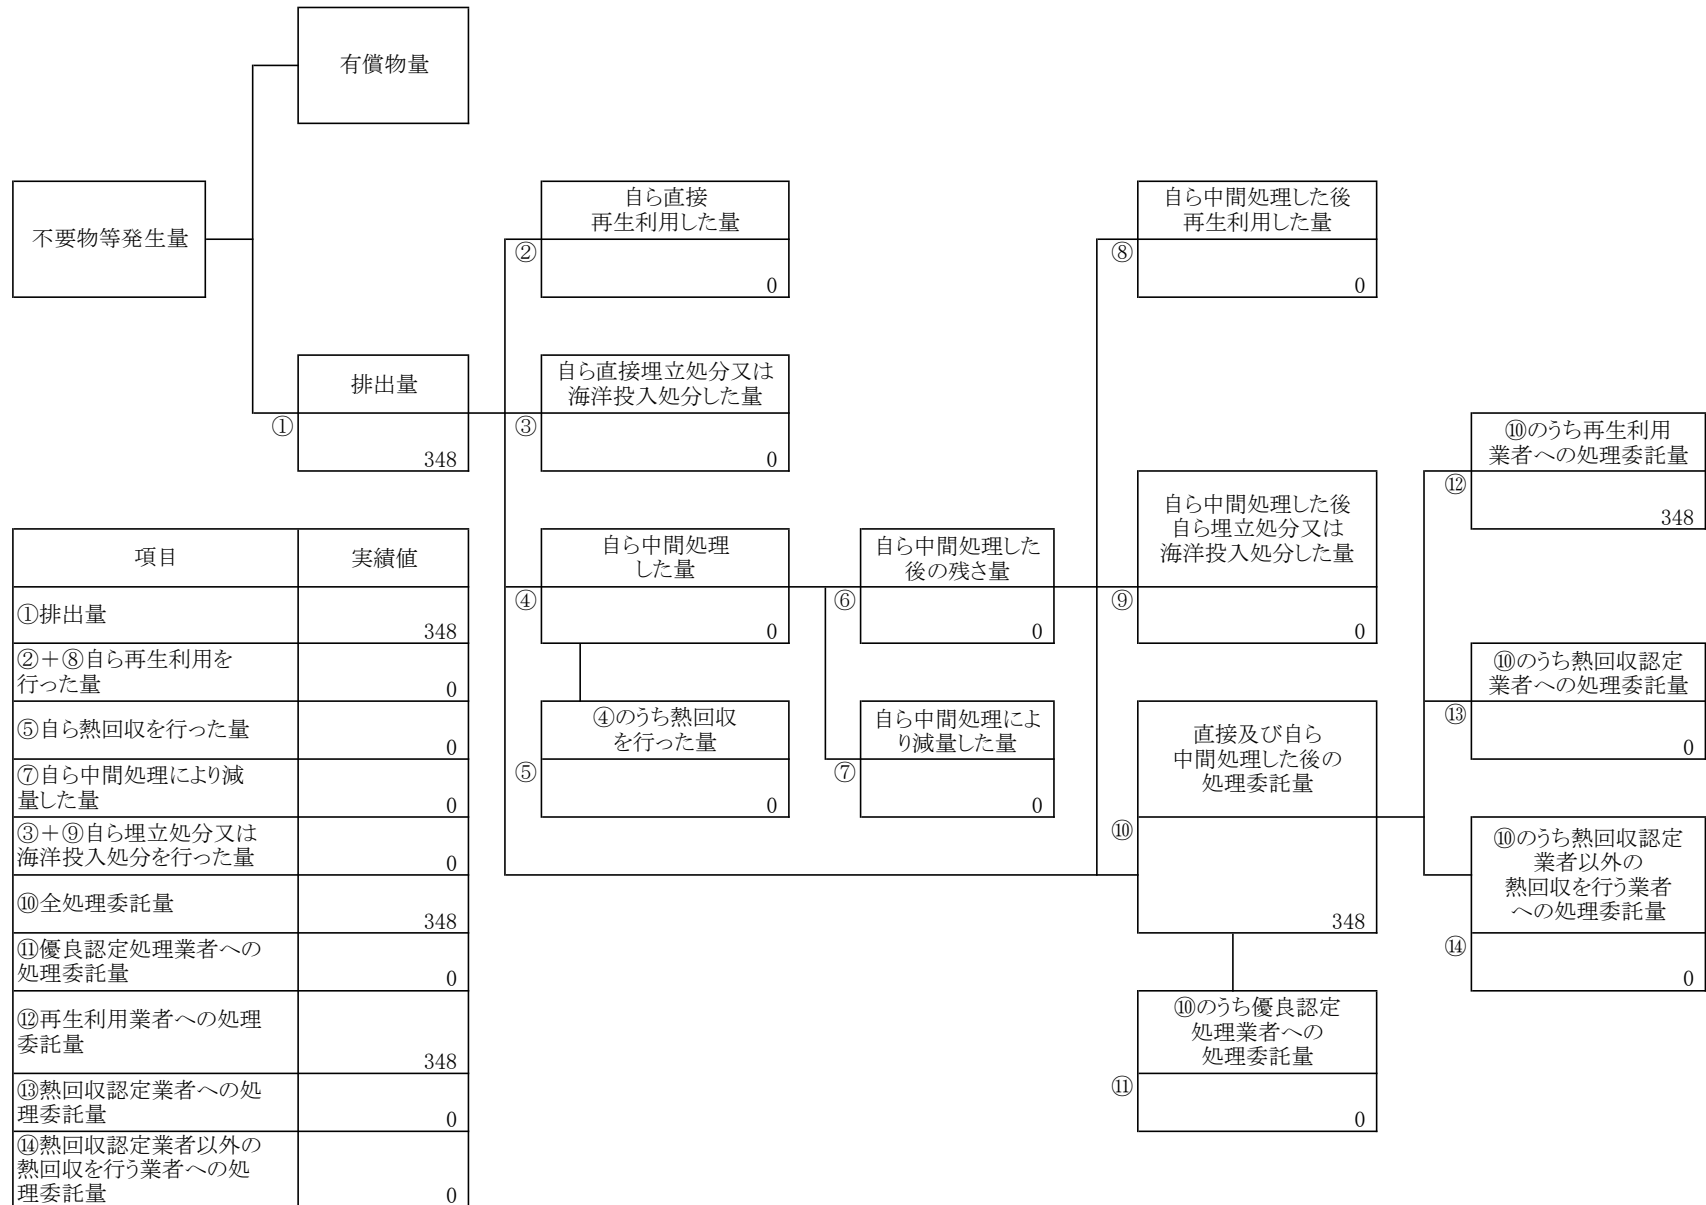 有償物量
不要物等発生量
自ら直接
再生利用した量
②
0
自ら中間処理した後
再生利用した量
⑧
0
排出量
①
348
自ら直接埋立処分又は
海洋投入処分した量
③
0
⑩のうち再生利用
業者への処理委託量
⑫
348
自ら中間処理した後
自ら埋立処分又は
海洋投入処分した量
⑨
0
自ら中間処理
した量
④
0
自ら中間処理した
後の残さ量
⑥
0
⑩のうち熱回収認定
業者への処理委託量
⑬
0
④のうち熱回収
を行った量
⑤
0
自ら中間処理によ
り減量した量
⑦
0
直接及び自ら
中間処理した後の
処理委託量
⑩
348
⑩のうち熱回収認定
業者以外の
熱回収を行う業者
への処理委託量
⑭
0
⑩のうち優良認定
処理業者への
処理委託量
⑪
0
項目 実績値
①排出量
348
②+⑧自ら再生利用を
行った量
0
⑤自ら熱回収を行った量
0
⑦自ら中間処理により減
量した量
0
③+⑨自ら埋立処分又は
海洋投入処分を行った量
0
⑩全処理委託量
348
⑪優良認定処理業者への
処理委託量
0
⑫再生利用業者への処理
委託量
348
⑬熱回収認定業者への処
理委託量
0
⑭熱回収認定業者以外の
熱回収を行う業者への処
理委託量
0